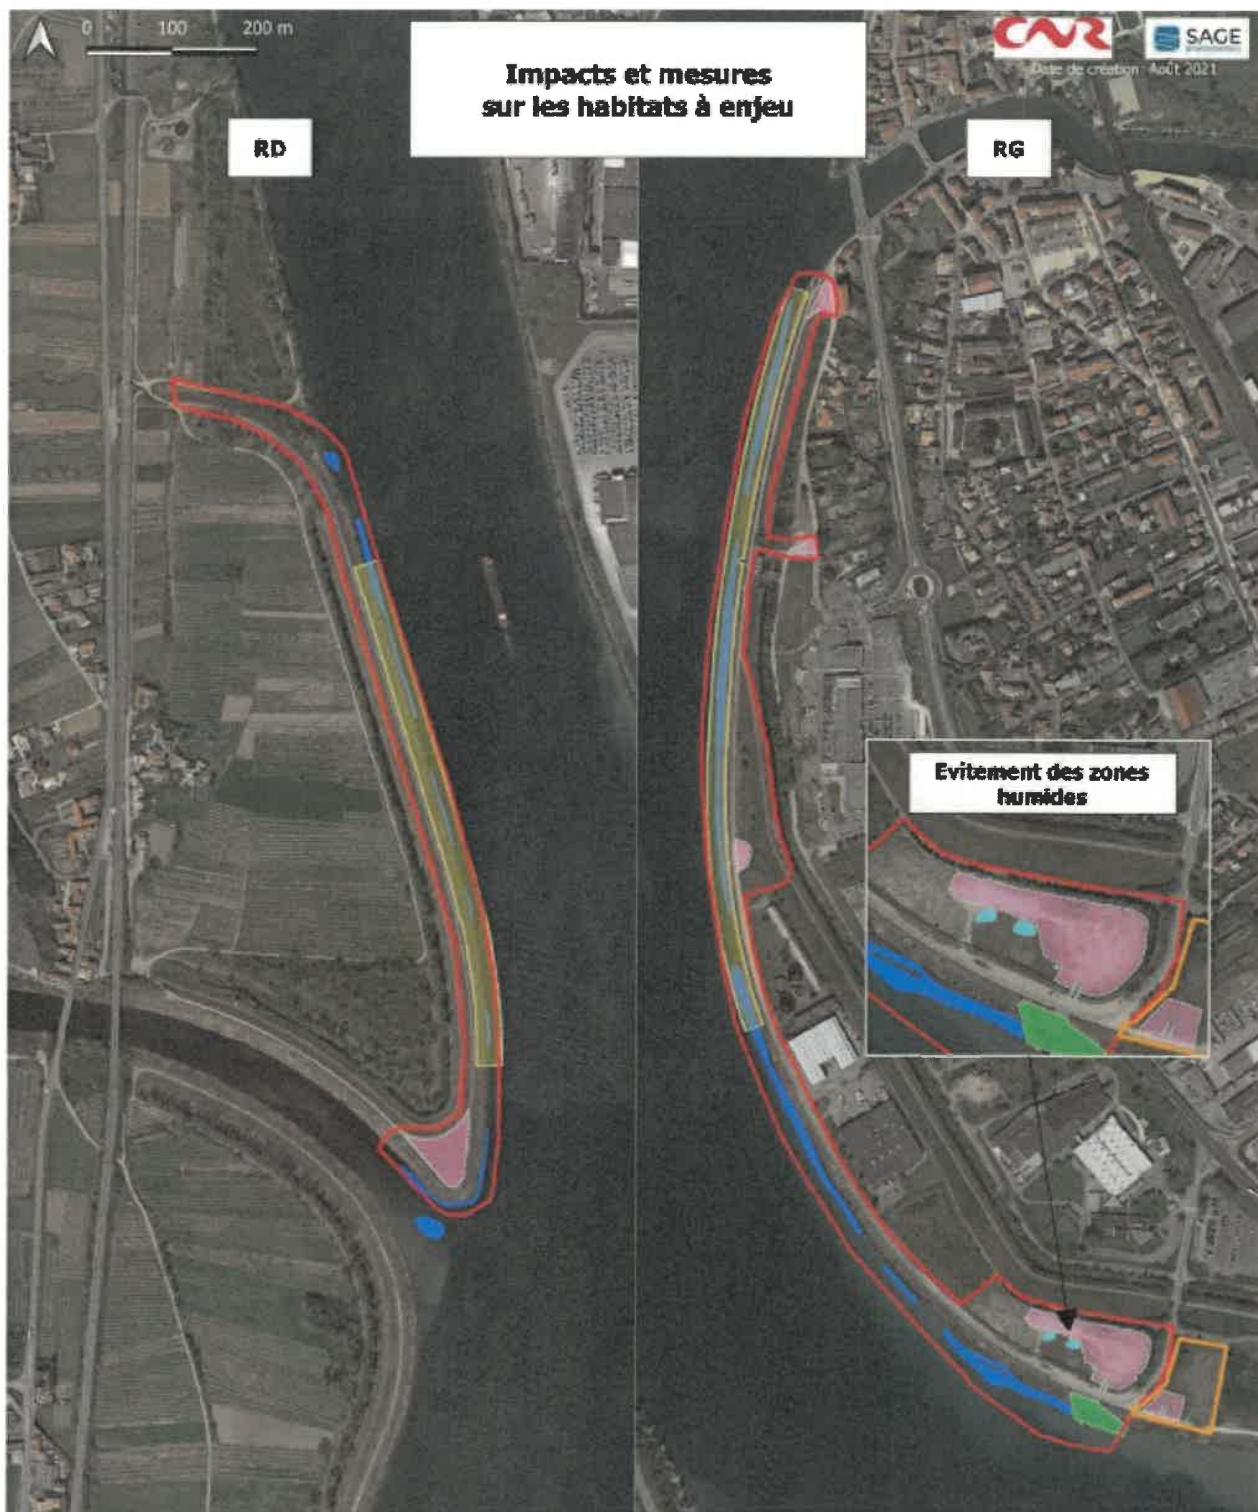 0 100 200 m
Impacts et mesures
sur les habitats à enjeu
CNR
SAGE
Date de création Août 2021
RD
RG
Evitement des zones
humides